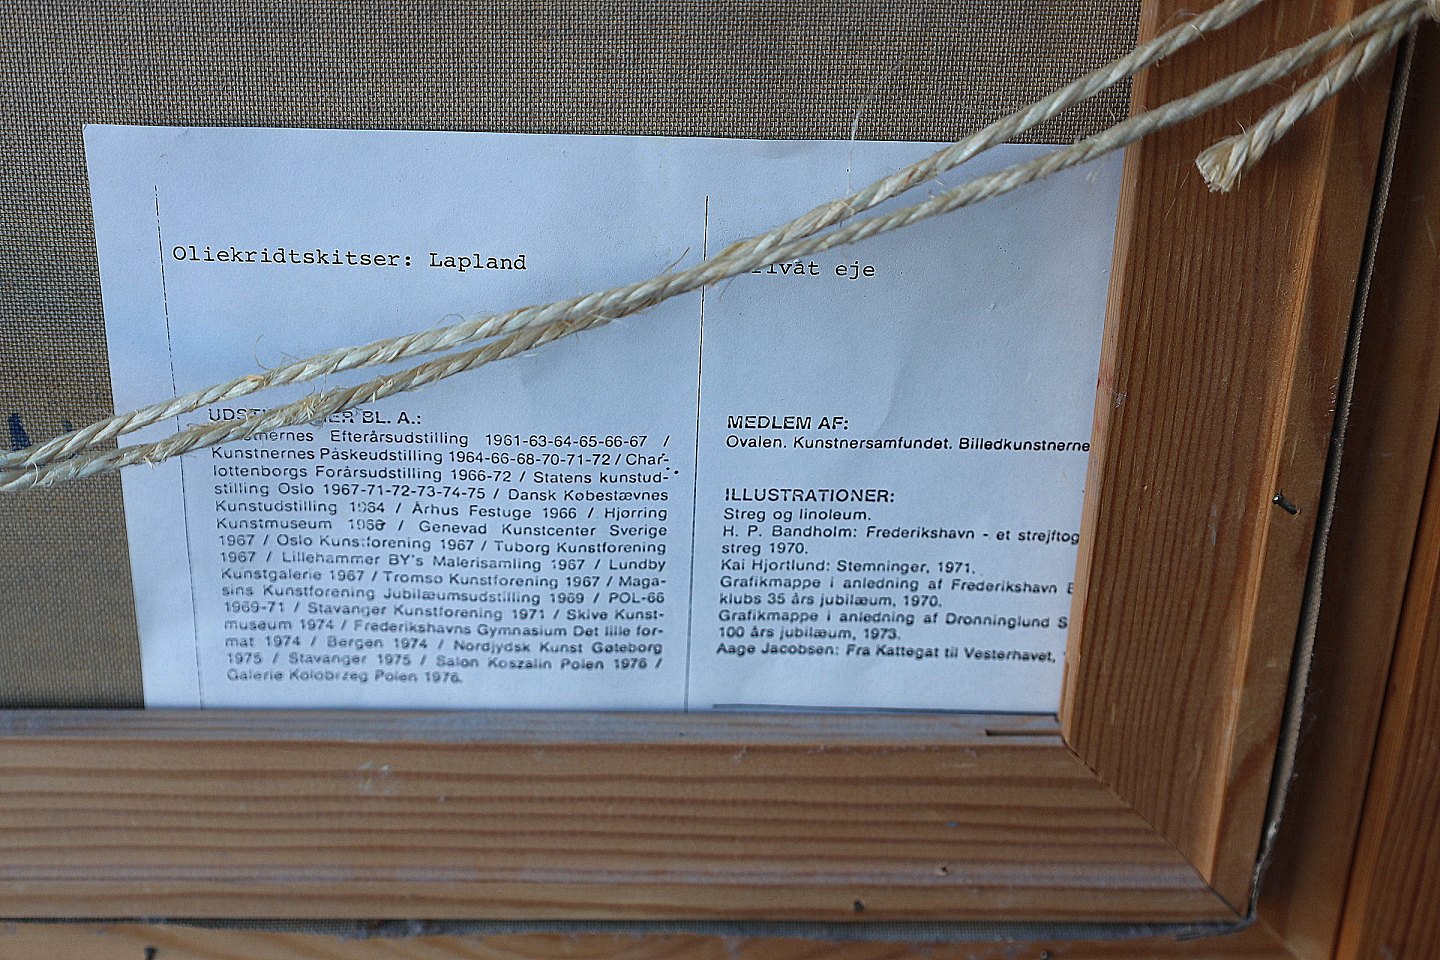 Oliekridtskitser: Lapland
eje
BL. A.:
Efterårsudstilling 1961-63-64-65-66-67 /
Kunstnernes Påskeudstilling 1964-66-68-70-71-72 / Char-
lottenborgs Forårsudstilling 1966-72 / Statens kunstud-
stilling Oslo 1967-71-72-73-74-75 / Dansk Købestævnes
Kunstudstilling 1964 / Århus Festuge 1966 / Hjørring
Kunstmuseum 1966 / Genevad Kunstcenter Sverige
1967 / Oslo Kunstforening 1967 / Tuborg Kunstforening
1967 / Lillehammer BY's Malerisamling 1967 / Lundby
Kunstgalerie 1967 / Tromsø Kunstforening 1967 / Maga-
sins Kunstforening Jubilæumsudstilling 1969 / POL-66
1969-71 / Stavanger Kunstforening 1971 / Skive Kunst-
museum 1974 / Frederikshavns Gymnasium Det lille for-
mat 1974 / Bergen 1974 / Nordjydsk Kunst Gøteborg
1975 / Stavanger 1975 / Salon Koszalin Polen 1976 /
Galerie Kolobrzeg Polen 1976.
MEDLEM AF:
Ovalen. Kunstnersamfundet. Billedkunstnerne
ILLUSTRATIONER:
Streg og linoleum.
H. P. Bandholm: Frederikshavn - et strejftog
streg 1970.
Kai Hjortlund: Stemninger, 1971.
Grafikmappe i anledning af Frederikshavn
klubs 35 års jubilæum, 1970.
Grafikmappe i anledning af Dronninglund S
100 års jubilæum, 1973.
Aage Jacobsen: Fra Kattegat til Vesterhavet,